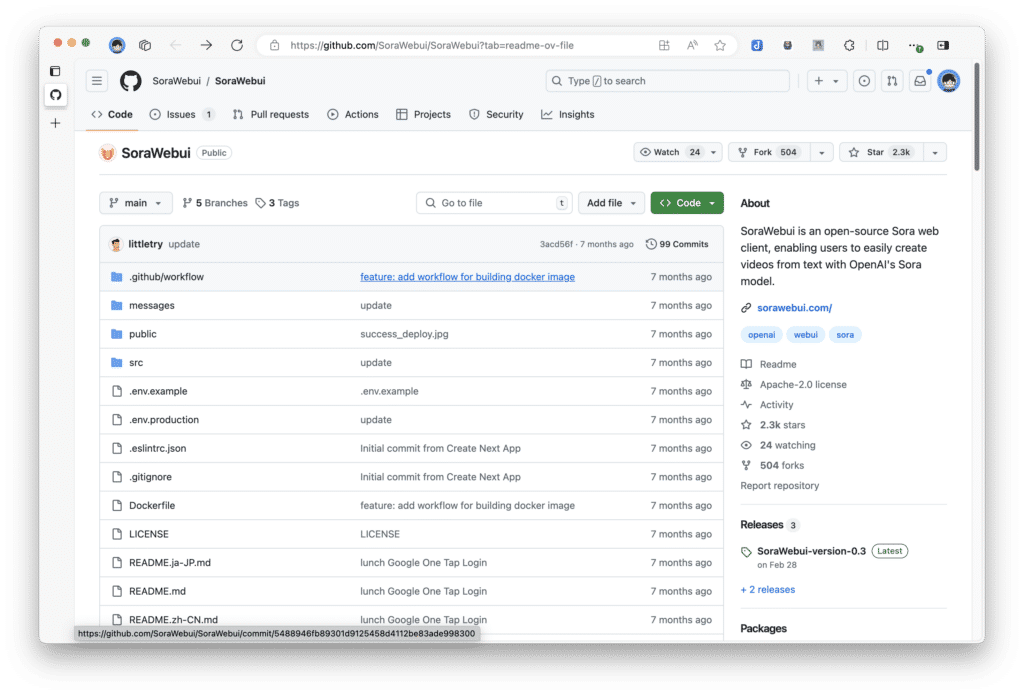 https://github.com/SoraWebui/SoraWebui?tab=readme-ov-file
SoraWebui / SoraWebui
Type / to search
Code
Issues 1
Pull requests
Actions
Projects
Security
Insights
SoraWebui Public
Watch 24
Fork 504
Star 2.3k
main
5 Branches
3 Tags
Go to file t
Add file
Code
littletry update 3acd56f · 7 months ago 99 Commits
.github/workflow feature: add workflow for building docker image 7 months ago
messages update 7 months ago
public success_deploy.jpg 7 months ago
src update 7 months ago
.env.example .env.example 7 months ago
.env.production update 7 months ago
.eslintrc.json Initial commit from Create Next App 7 months ago
.gitignore Initial commit from Create Next App 7 months ago
Dockerfile feature: add workflow for building docker image 7 months ago
LICENSE LICENSE 7 months ago
README.ja-JP.md lunch Google One Tap Login 7 months ago
README.md lunch Google One Tap Login 7 months ago
README.zh-CN.md lunch Google One Tap Login 7 months ago
About
SoraWebui is an open-source Sora web
client, enabling users to easily create
videos from text with OpenAI's Sora
model.
sorawebui.com/
openai webui sora
Readme
Apache-2.0 license
Activity
2.3k stars
24 watching
504 forks
Report repository
Releases 3
SoraWebui-version-0.3 Latest
on Feb 28
+ 2 releases
Packages
https://github.com/SoraWebui/SoraWebui/commit/5488946fb89301d9125458d4112be83ade998300